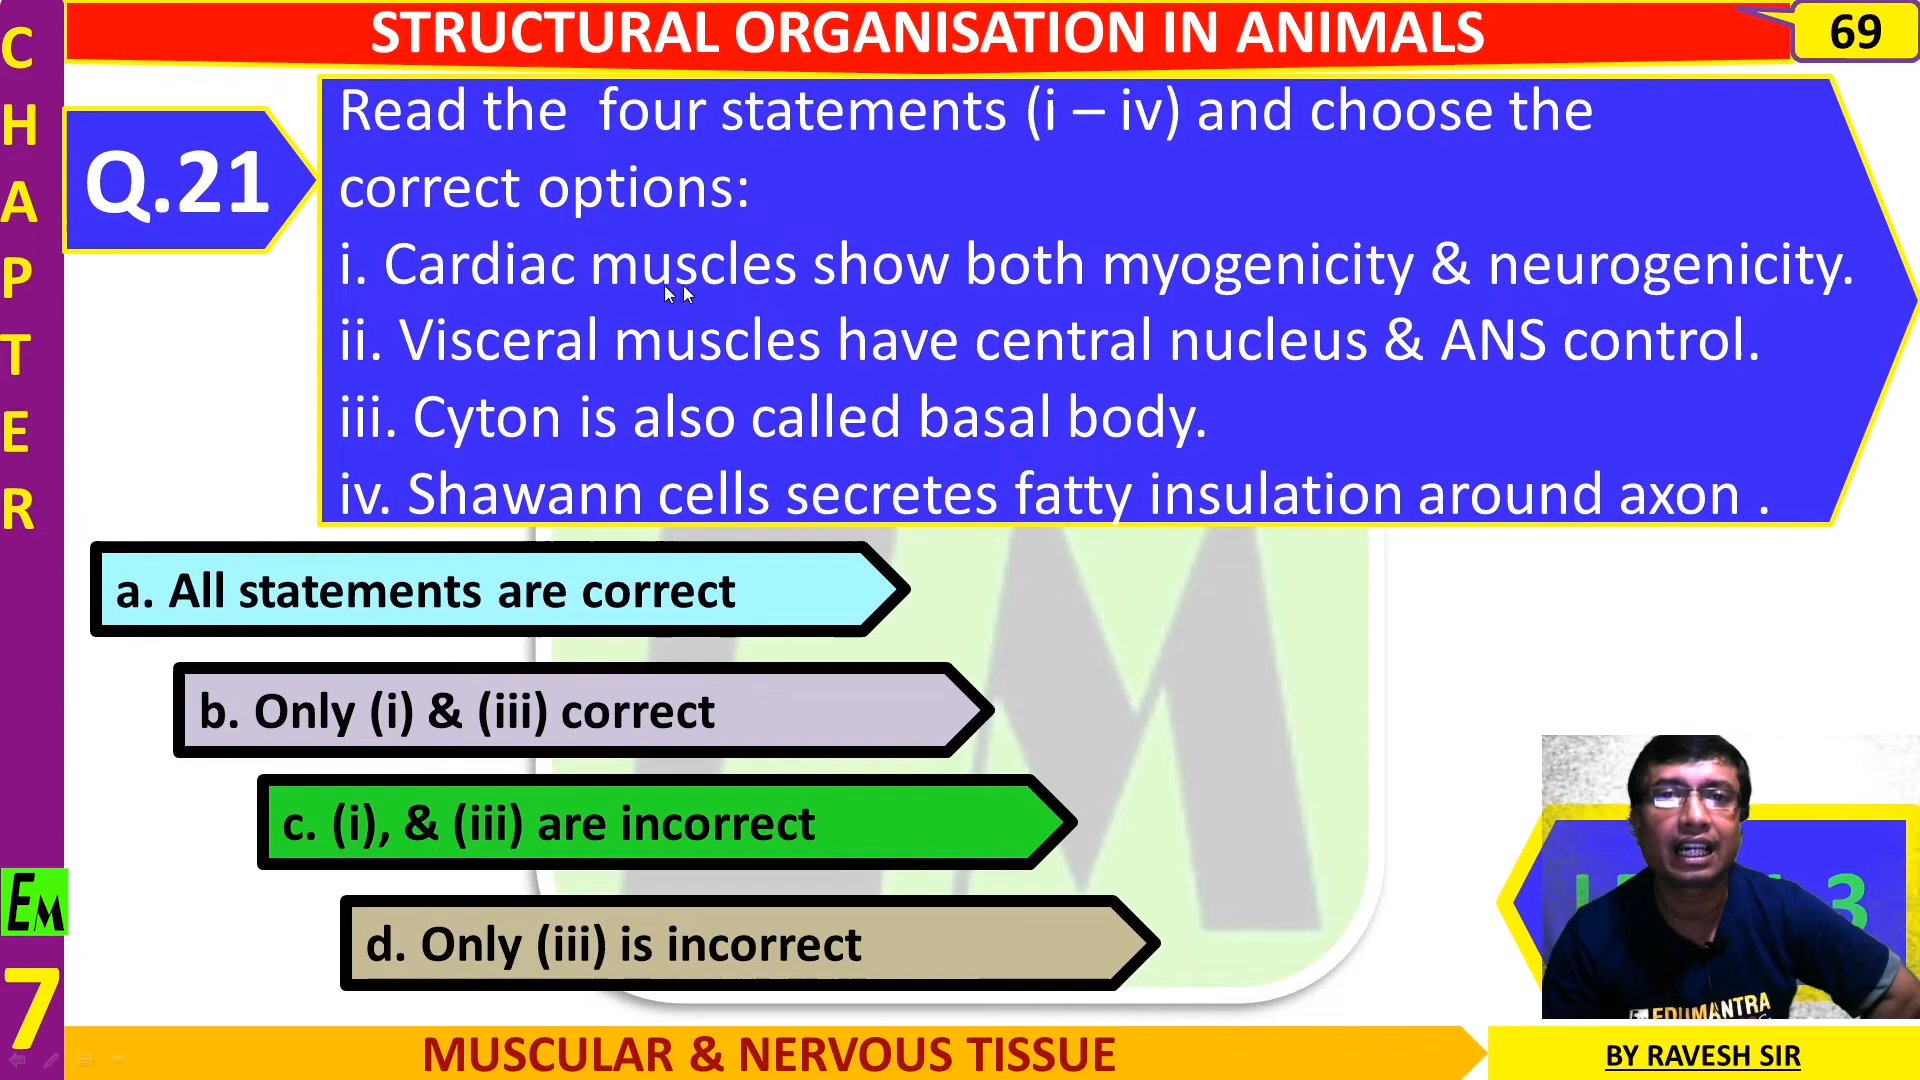 STRUCTURAL ORGANISATION IN ANIMALS
69
CHAPTER
Q.21
Read the four statements (i – iv) and choose the
correct options:
i. Cardiac muscles show both myogenicity & neurogenicity.
ii. Visceral muscles have central nucleus & ANS control.
iii. Cyton is also called basal body.
iv. Shawann cells secretes fatty insulation around axon .
a. All statements are correct
b. Only (i) & (iii) correct
c. (i), & (iii) are incorrect
d. Only (iii) is incorrect
3
EM
EDUMANTRA
7
MUSCULAR & NERVOUS TISSUE
BY RAVESH SIR